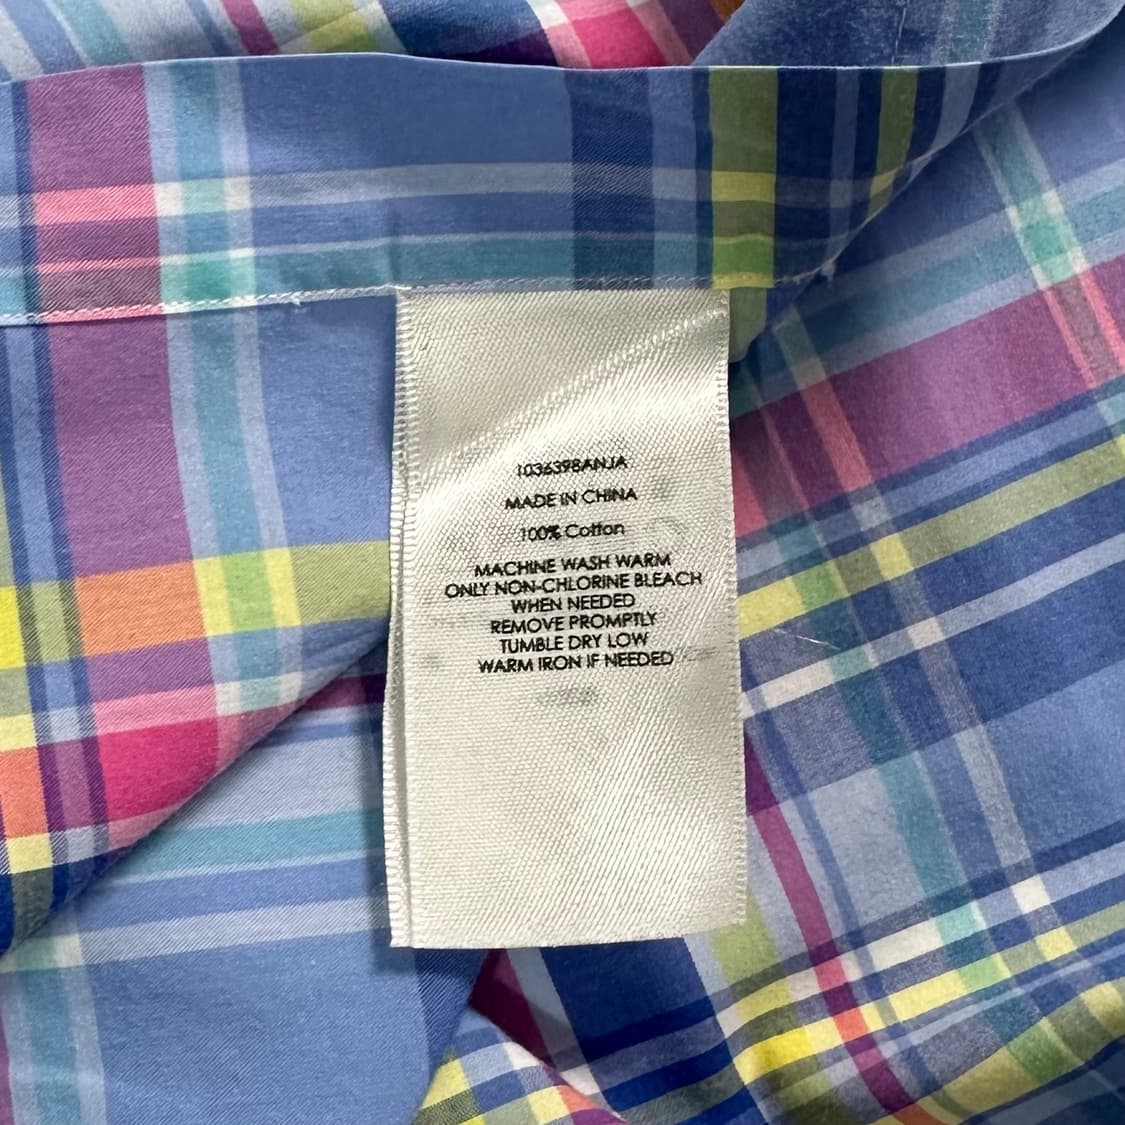 1036398ANJA
MADE IN CHINA
100% Cotton
MACHINE WASH WARM
ONLY NON-CHLORINE BLEACH
WHEN NEEDED
REMOVE PROMPTLY
TUMBLE DRY LOW
WARM IRON IF NEEDED